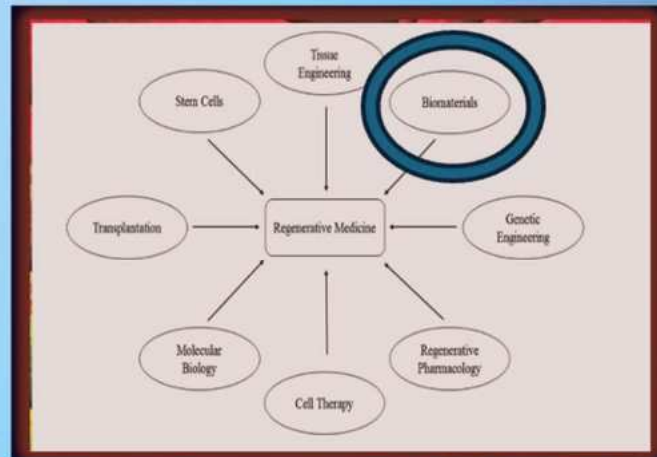 Tissue
Engineering
Stem Cells
Biomaterials
Transplantation
Regenerative Medicine
Genetic
Engineering
Molecular
Biology
Regenerative
Pharmacology
Cell Therapy